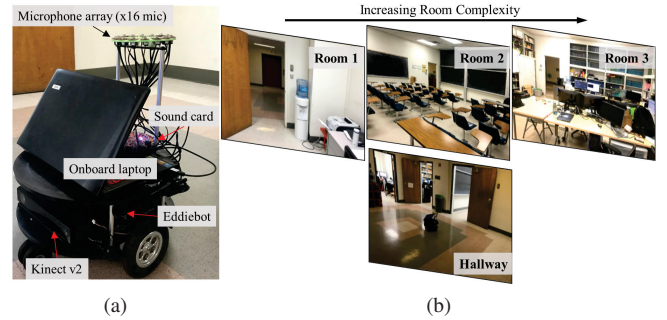 Microphone array (x16 mic)
Sound card
Onboard laptop
Eddiebot
Kinect v2
(a)
Increasing Room Complexity
Room 1
Room 2
Room 3
Hallway
(b)